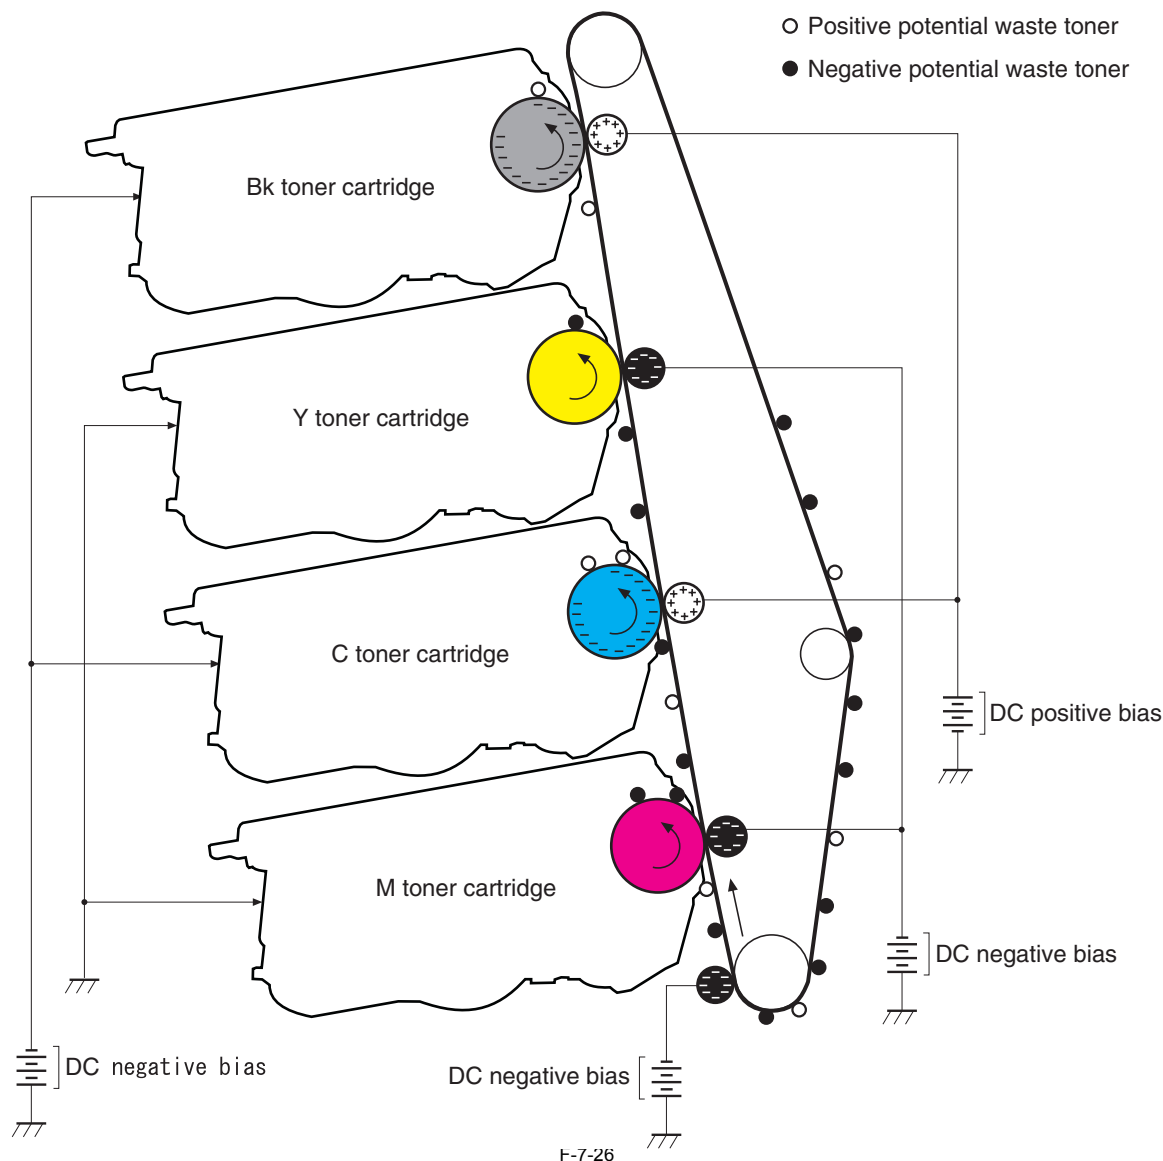 Positive potential waste toner
Negative potential waste toner
Bk toner cartridge
Y toner cartridge
C toner cartridge
DC positive bias
M toner cartridge
DC negative bias
DC negative bias
DC negative bias
F-7-26